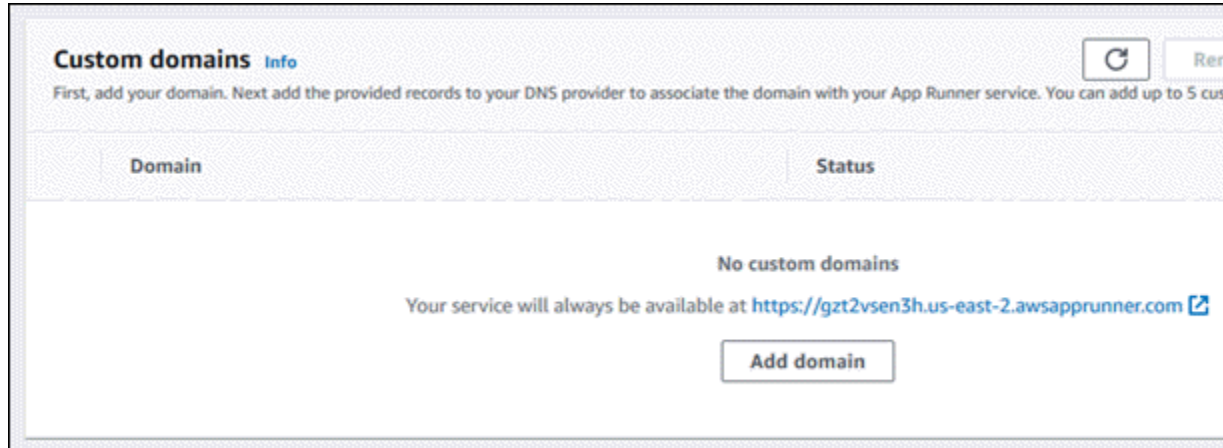 Custom domains Info
Ren
First, add your domain. Next add the provided records to your DNS provider to associate the domain with your App Runner service. You can add up to 5 cus
Domain Status
No custom domains
Your service will always be available at https://gzt2vsen3h.us-east-2.awsapprunner.com
Add domain